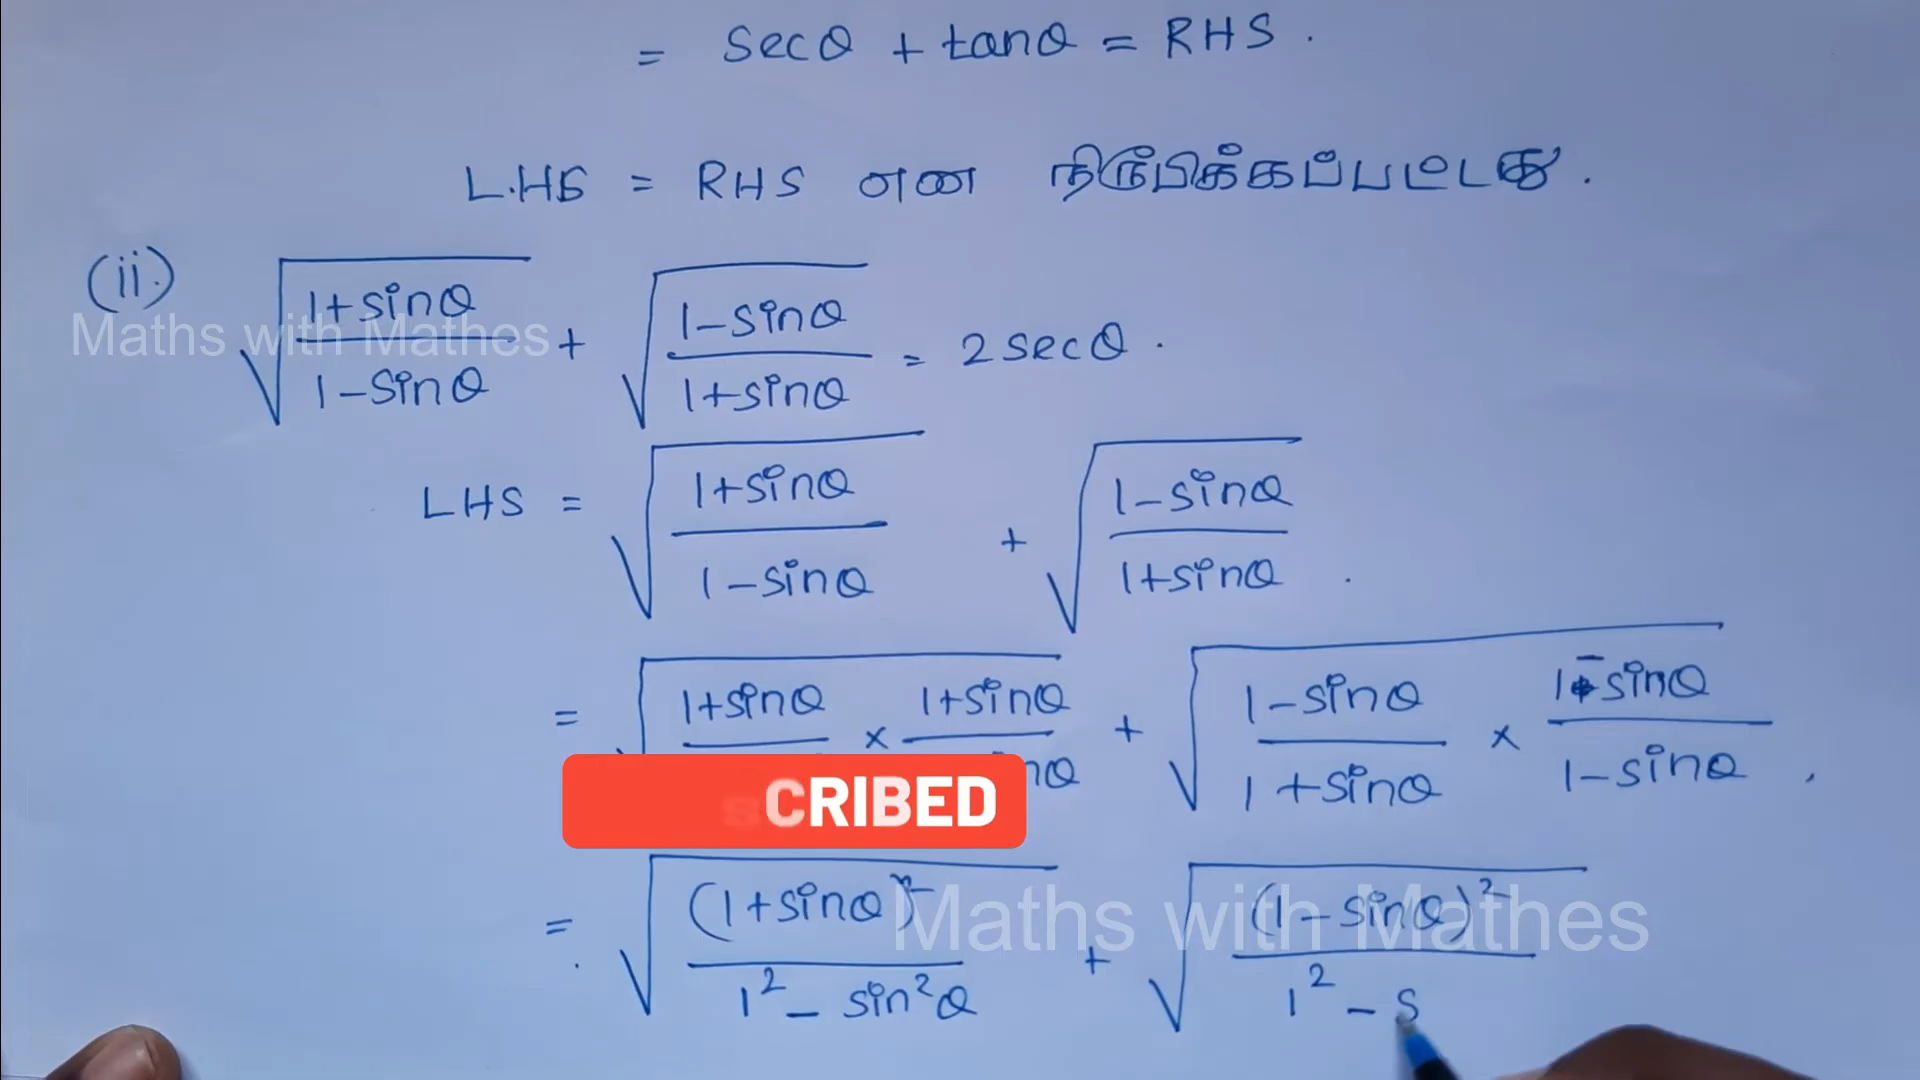 = secθ + tanθ = RHS .
L.HS = RHS என நிரூபிக்கப்பட்டது .
(ii) √((1+sinθ)/(1-sinθ)) + √((1-sinθ)/(1+sinθ)) = 2secθ .
Maths with Mathes
LHS = √((1+sinθ)/(1-sinθ)) + √((1-sinθ)/(1+sinθ)) .
= √((1+sinθ)/ × (1+sinθ)/ nθ) + √((1-sinθ)/(1+sinθ) × (1-sinθ)/(1-sinθ)) ,
CRIBED
= √((1+sinθ)²/(1²-sin²θ)) + √((1-sinθ)²/(1²-s
Maths with Mathes